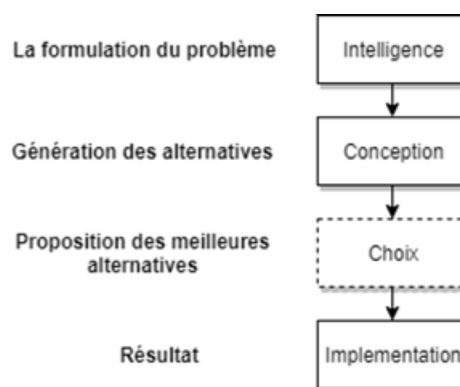 La formulation du problème
Intelligence
Génération des alternatives
Conception
Proposition des meilleures
alternatives
Choix
Résultat
Implementation